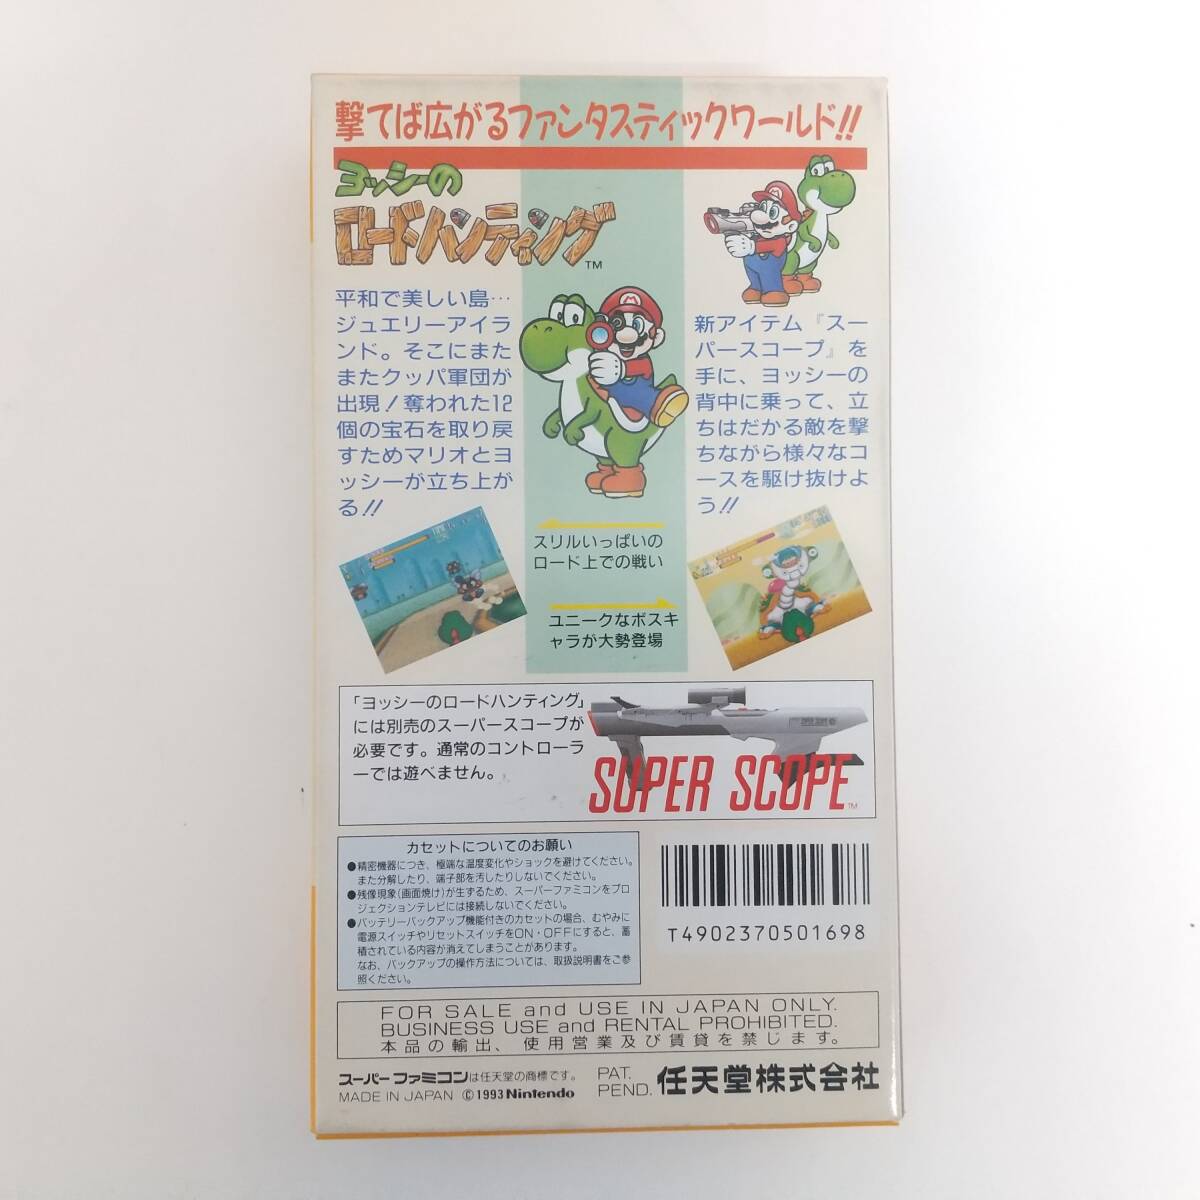 撃てば広がるファンタスティックワールド!!
ヨッシーの
ロードハンティング™
平和で美しい島…
ジュエリーアイラ
ンド。そこにまた
またクッパ軍団が
出現!奪われた12
個の宝石を取り戻
すためマリオとヨ
ッシーが立ち上が
る!!
新アイテム『スー
パースコープ』を
手に、ヨッシーの
背中に乗って、立
ちはだかる敵を撃
ちながら様々なコ
ースを駆け抜けよ
う!!
スリルいっぱいの
ロード上での戦い
ユニークなボスキ
ャラが大勢登場
「ヨッシーのロードハンティング」
には別売のスーパースコープが
必要です。通常のコントローラ
ーでは遊べません。
SUPER SCOPE™
カセットについてのお願い
●精密機器につき、極端な温度変化やショックを避けてください。
また分解したり、端子部を汚したりしないでください。
●残像現象(画面焼け)が生ずるため、スーパーファミコンをプロ
ジェクションテレビには接続しないでください。
●バッテリーバックアップ機能付きのカセットの場合、むやみに
電源スイッチやリセットスイッチをON・OFFにすると、蓄
積されている内容が消えてしまうことがあります。
なお、バックアップの操作方法については、取扱説明書をご参
照ください。
T4902370501698
FOR SALE and USE IN JAPAN ONLY.
BUSINESS USE and RENTAL PROHIBITED.
本品の輸出、使用営業及び賃貸を禁じます。
スーパーファミコンは任天堂の商標です。
MADE IN JAPAN ©1993 Nintendo
PAT.
PEND.
任天堂株式会社